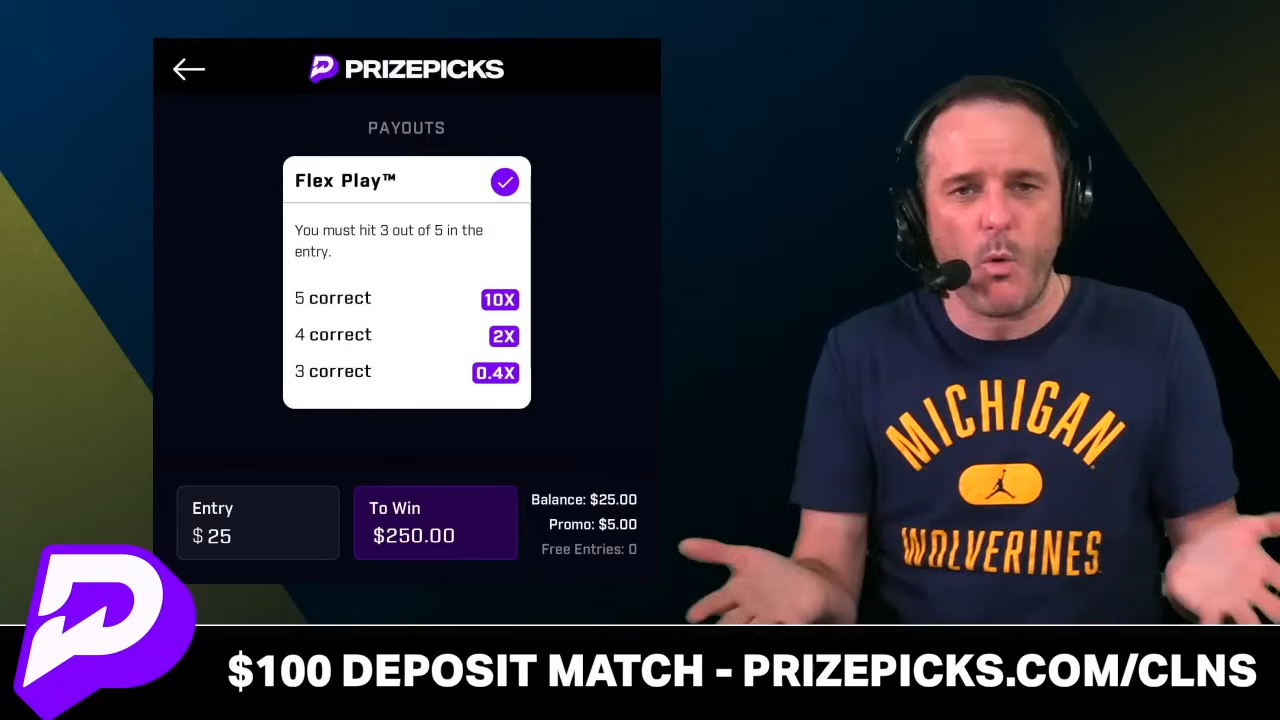 PRIZEPICKS
PAYOUTS
Flex Play™
You must hit 3 out of 5 in the
entry.
5 correct 10X
4 correct 2X
3 correct 0.4X
Entry
$ 25
To Win
$250.00
Balance: $25.00
Promo: $5.00
Free Entries: 0
MICHIGAN
WOLVERINES
$100 DEPOSIT MATCH - PRIZEPICKS.COM/CLNS